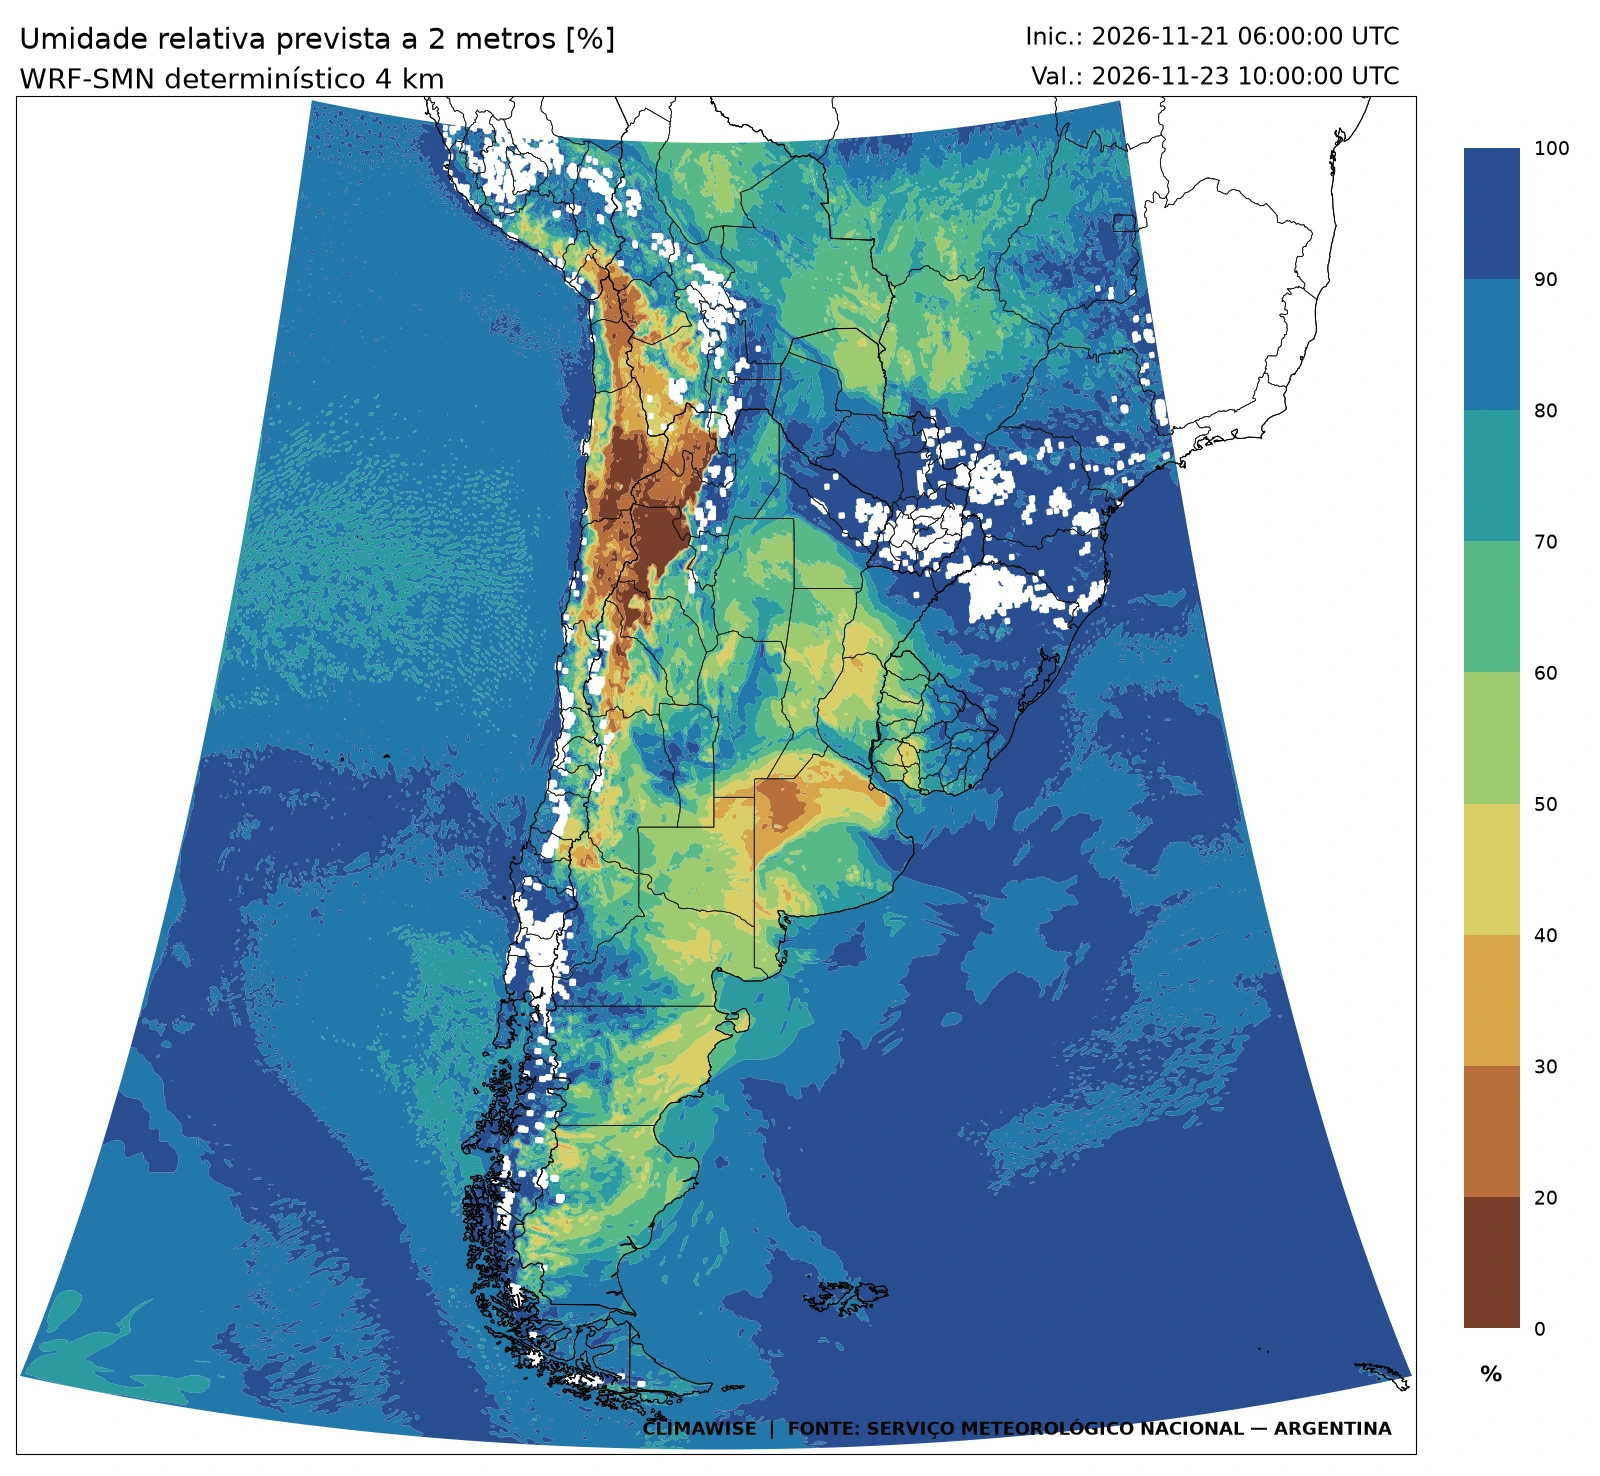 Umidade relativa prevista a 2 metros [%]
WRF-SMN determinístico 4 km
Inic.: 2026-11-21 06:00:00 UTC
Val.: 2026-11-23 10:00:00 UTC
100
90
80
70
60
50
40
30
20
0
%
CLIMAWISE | FONTE: SERVIÇO METEOROLÓGICO NACIONAL — ARGENTINA